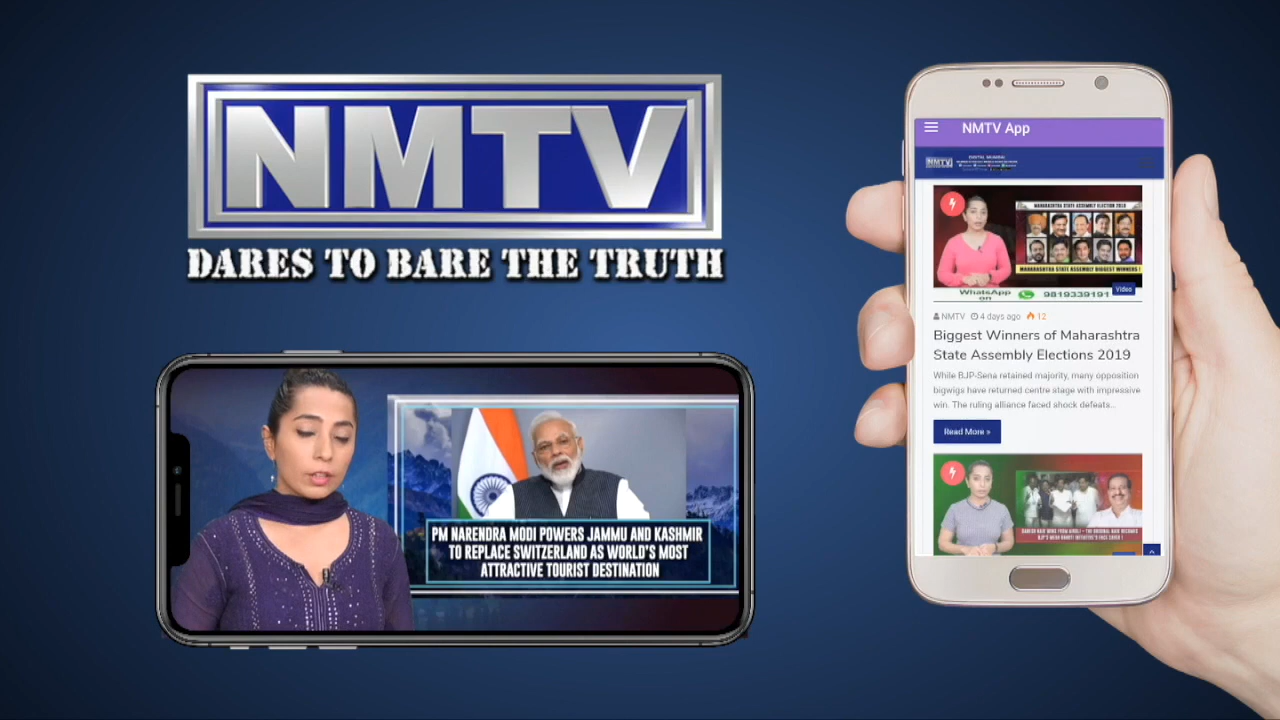 NMTV
DARES TO BARE THE TRUTH
PM NARENDRA MODI POWERS JAMMU AND KASHMIR
TO REPLACE SWITZERLAND AS WORLD'S MOST
ATTRACTIVE TOURIST DESTINATION
NMTV App
NMTV
MAHARASHTRA STATE ASSEMBLY ELECTION 2019
MAHARASHTRA STATE ASSEMBLY BIGGEST WINNERS !
WhatsApp
on
9819339191
Video
NMTV 4 days ago 12
Biggest Winners of Maharashtra
State Assembly Elections 2019
While BJP-Sena retained majority, many opposition
bigwigs have returned centre stage with impressive
win. The ruling alliance faced shock defeats...
Read More »